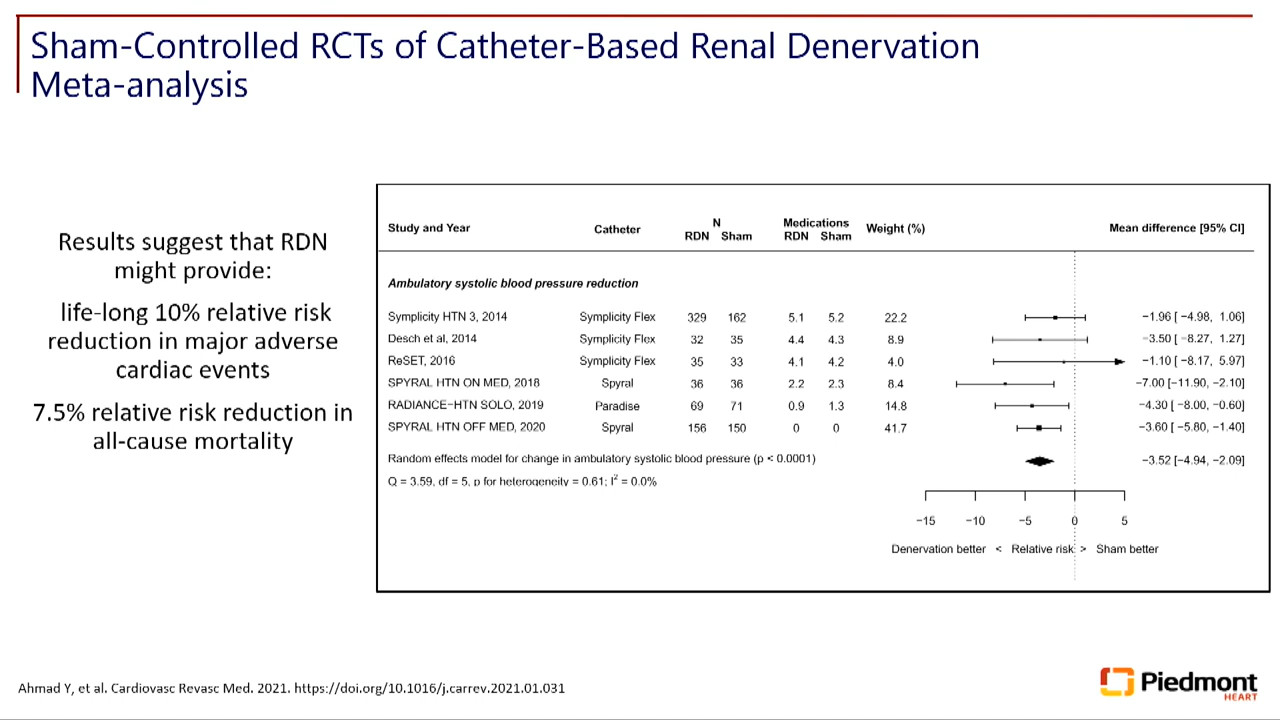 Sham-Controlled RCTs of Catheter-Based Renal Denervation
Meta-analysis
Results suggest that RDN
might provide:
life-long 10% relative risk
reduction in major adverse
cardiac events
7.5% relative risk reduction in
all-cause mortality
N Medications
Study and Year Catheter RDN Sham RDN Sham Weight (%) Mean difference [95% CI]
Ambulatory systolic blood pressure reduction
Symplicity HTN 3, 2014 Symplicity Flex 329 162 5.1 5.2 22.2 −1.96 [ −4.98, 1.06]
Desch et al, 2014 Symplicity Flex 32 35 4.4 4.3 8.9 −3.50 [ −8.27, 1.27]
ReSET, 2016 Symplicity Flex 35 33 4.1 4.2 4.0 −1.10 [ −8.17, 5.97]
SPYRAL HTN ON MED, 2018 Spyral 36 36 2.2 2.3 8.4 −7.00 [−11.90, −2.10]
RADIANCE−HTN SOLO, 2019 Paradise 69 71 0.9 1.3 14.8 −4.30 [ −8.00, −0.60]
SPYRAL HTN OFF MED, 2020 Spyral 156 150 0 0 41.7 −3.60 [ −5.80, −1.40]
Random effects model for change in ambulatory systolic blood pressure (p < 0.0001) −3.52 [−4.94, −2.09]
Q = 3.59, df = 5, p for heterogeneity = 0.61; I² = 0.0%
−15 −10 −5 0 5
Denervation better < Relative risk > Sham better
Ahmad Y, et al. Cardiovasc Revasc Med. 2021. https://doi.org/10.1016/j.carrev.2021.01.031
Piedmont
HEART